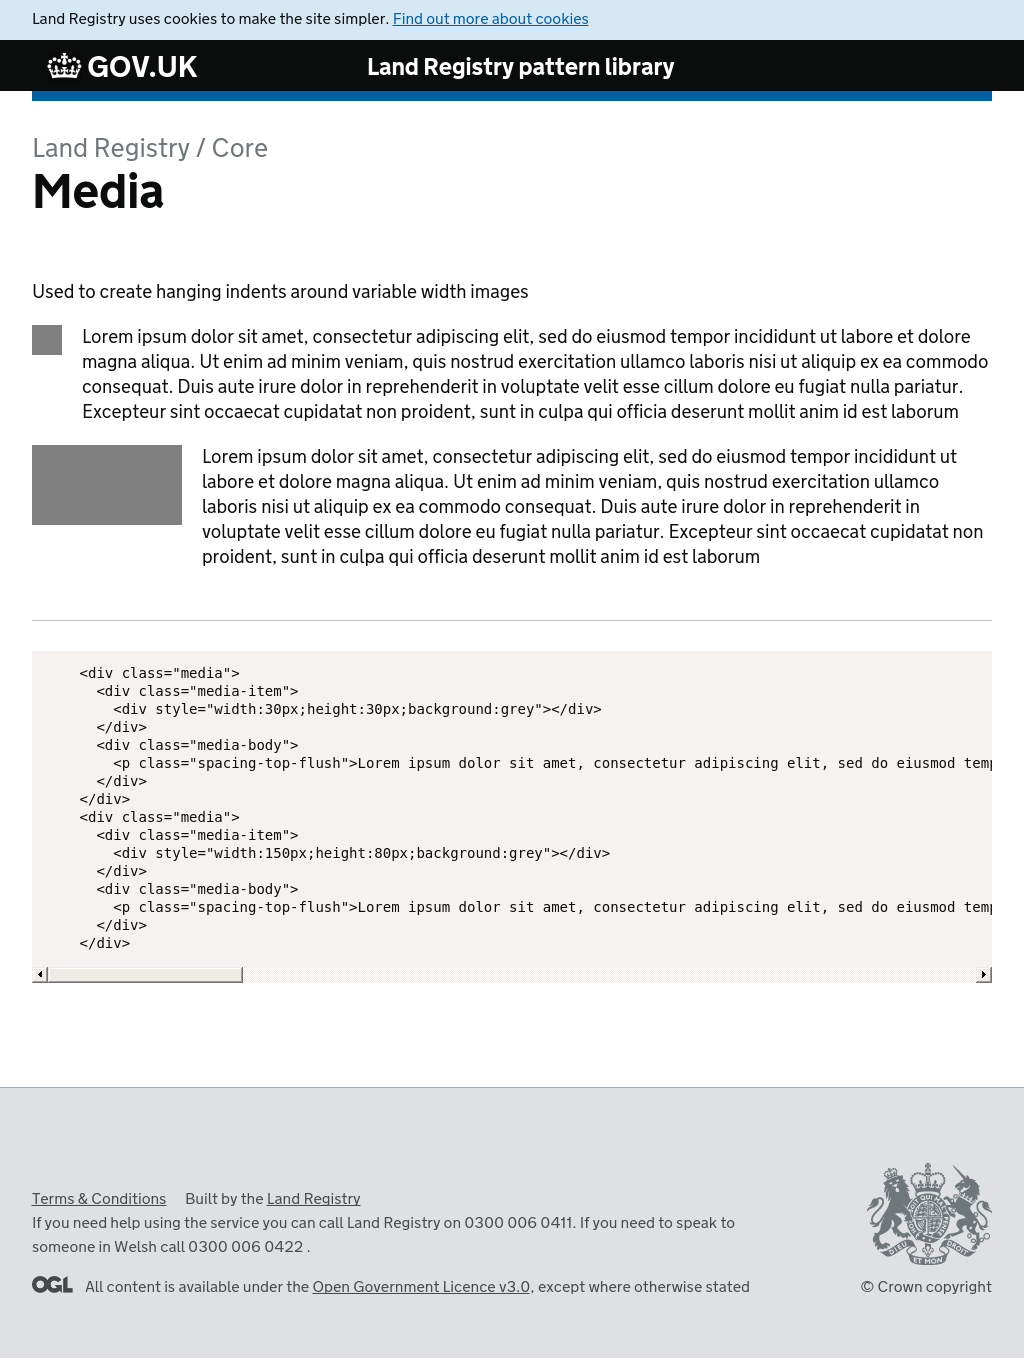 Land Registry uses cookies to make the site simpler. Find out more about cookies
GOV.UK
Land Registry pattern library
Land Registry / Core
Media
Used to create hanging indents around variable width images
Lorem ipsum dolor sit amet, consectetur adipiscing elit, sed do eiusmod tempor incididunt ut labore et dolore
magna aliqua. Ut enim ad minim veniam, quis nostrud exercitation ullamco laboris nisi ut aliquip ex ea commodo
consequat. Duis aute irure dolor in reprehenderit in voluptate velit esse cillum dolore eu fugiat nulla pariatur.
Excepteur sint occaecat cupidatat non proident, sunt in culpa qui officia deserunt mollit anim id est laborum
Lorem ipsum dolor sit amet, consectetur adipiscing elit, sed do eiusmod tempor incididunt ut
labore et dolore magna aliqua. Ut enim ad minim veniam, quis nostrud exercitation ullamco
laboris nisi ut aliquip ex ea commodo consequat. Duis aute irure dolor in reprehenderit in
voluptate velit esse cillum dolore eu fugiat nulla pariatur. Excepteur sint occaecat cupidatat non
proident, sunt in culpa qui officia deserunt mollit anim id est laborum
<div class="media">
<div class="media-item">
<div style="width:30px;height:30px;background:grey"></div>
</div>
<div class="media-body">
<p class="spacing-top-flush">Lorem ipsum dolor sit amet, consectetur adipiscing elit, sed do eiusmod temp
</div>
</div>
<div class="media">
<div class="media-item">
<div style="width:150px;height:80px;background:grey"></div>
</div>
<div class="media-body">
<p class="spacing-top-flush">Lorem ipsum dolor sit amet, consectetur adipiscing elit, sed do eiusmod temp
</div>
</div>
Terms & Conditions Built by the Land Registry
If you need help using the service you can call Land Registry on 0300 006 0411. If you need to speak to
someone in Welsh call 0300 006 0422 .
OGL All content is available under the Open Government Licence v3.0, except where otherwise stated
DIEU ET MON DROIT
© Crown copyright